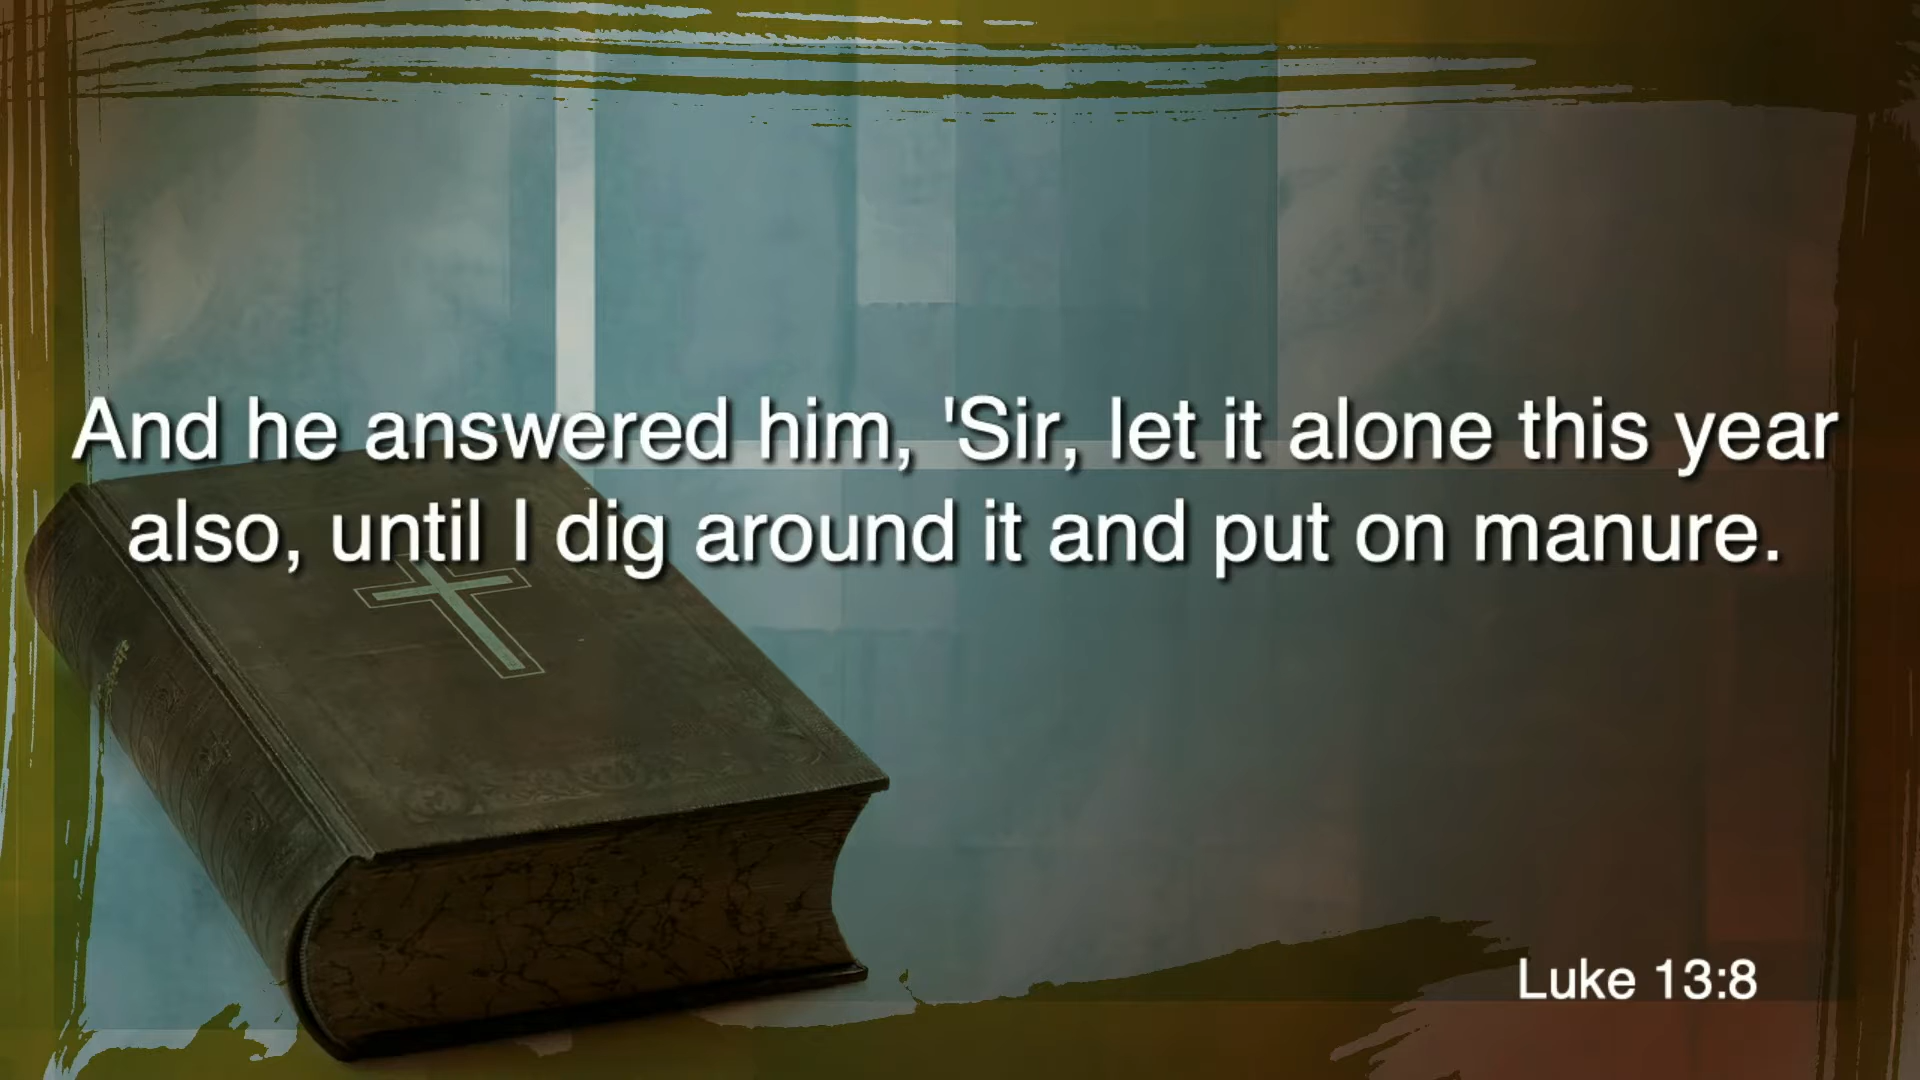 And he answered him, 'Sir, let it alone this year
also, until I dig around it and put on manure.
Luke 13:8